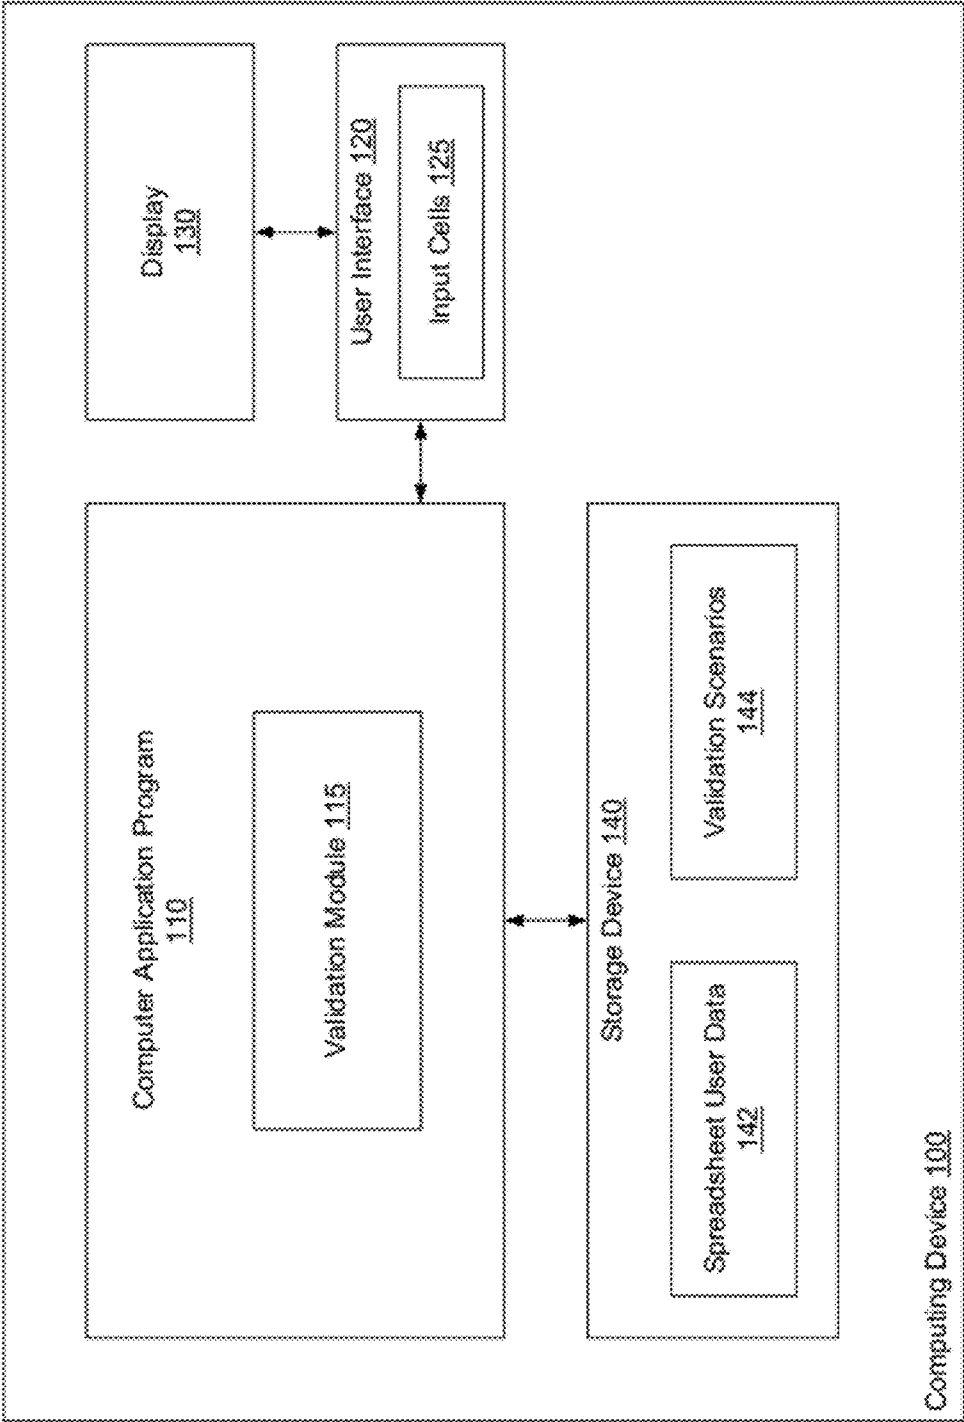 Computer Application Program
110
Validation Module 115
Display
130
User Interface 120
Input Cells 125
Storage Device 140
Spreadsheet User Data
142
Validation Scenarios
144
Computing Device 100